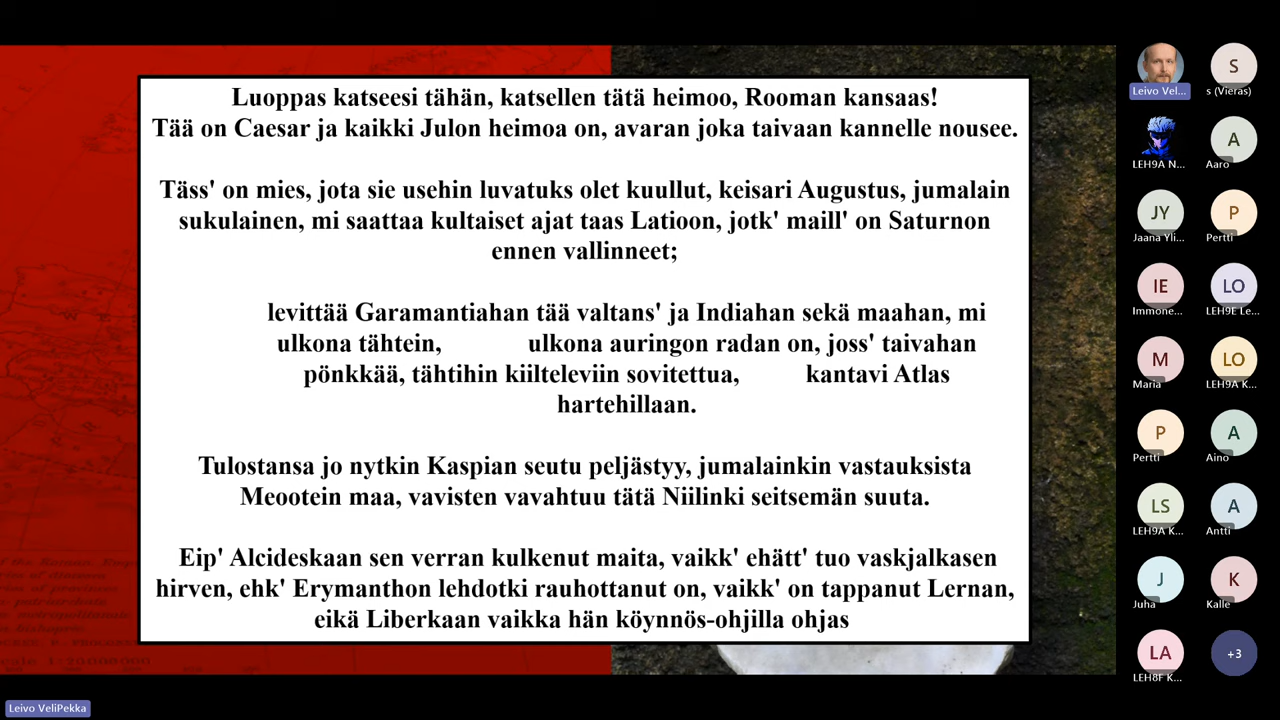 Luoppas katseesi tähän, katsellen tätä heimoo, Rooman kansaas!
Tää on Caesar ja kaikki Julon heimoa on, avaran joka taivaan kannelle nousee.
Täss' on mies, jota sie usehin luvatuks olet kuullut, keisari Augustus, jumalain
sukulainen, mi saattaa kultaiset ajat taas Latioon, jotk' maill' on Saturnon
ennen vallinneet;
levittää Garamantiahan tää valtans' ja Indiahan sekä maahan, mi
ulkona tähtein, ulkona auringon radan on, joss' taivahan
pönkkää, tähtihin kiilteleviin sovitettua, kantavi Atlas
hartehillaan.
Tulostansa jo nytkin Kaspian seutu peljästyy, jumalainkin vastauksista
Meootein maa, vavisten vavahtuu tätä Niilinki seitsemän suuta.
Eip' Alcideskaan sen verran kulkenut maita, vaikk' ehätt' tuo vaskjalkasen
hirven, ehk' Erymanthon lehdotki rauhottanut on, vaikk' on tappanut Lernan,
eikä Liberkaan vaikka hän köynnös-ohjilla ohjas
Leivo Vel...
S
s (Vieras)
LEH9A N...
A
Aaro
JY
Jaana Yli...
P
Pertti
IE
Immone...
LO
LEH9E Le...
M
Maria
LO
LEH9A K...
P
Pertti
A
Aino
LS
LEH9A K...
A
Antti
J
Juha
K
Kalle
LA
LEH8F K...
+3
Leivo VeliPekka